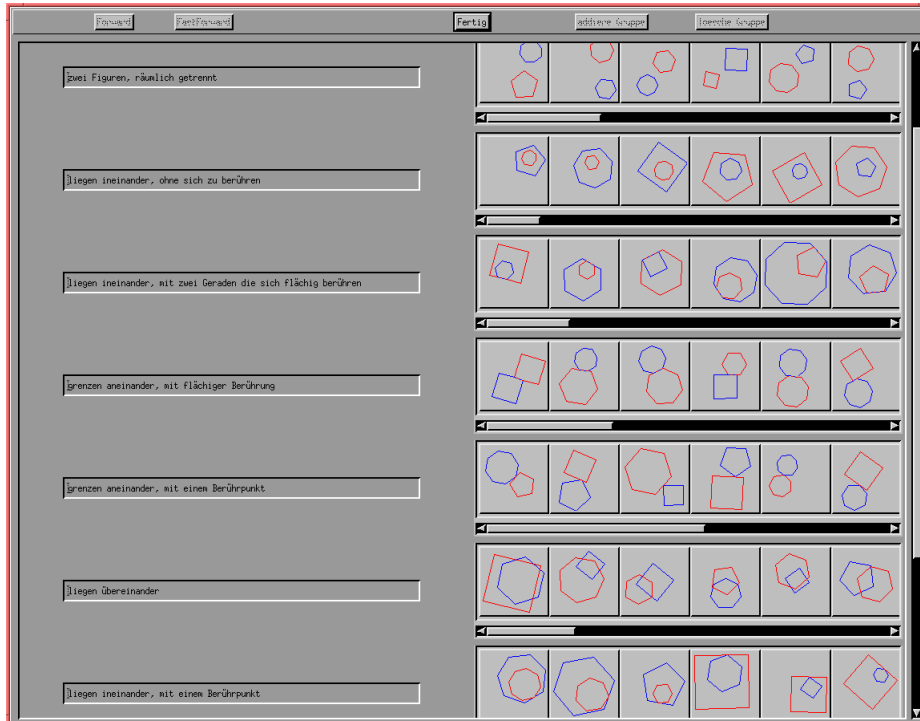 Forward FastForward Fertig addiere Gruppe loesche Gruppe
zwei Figuren, räumlich getrennt
liegen ineinander, ohne sich zu berühren
liegen ineinander, mit zwei Geraden die sich flächig berühren
grenzen aneinander, mit flächiger Berührung
grenzen aneinander, mit einem Berührpunkt
liegen übereinander
liegen ineinander, mit einem Berührpunkt